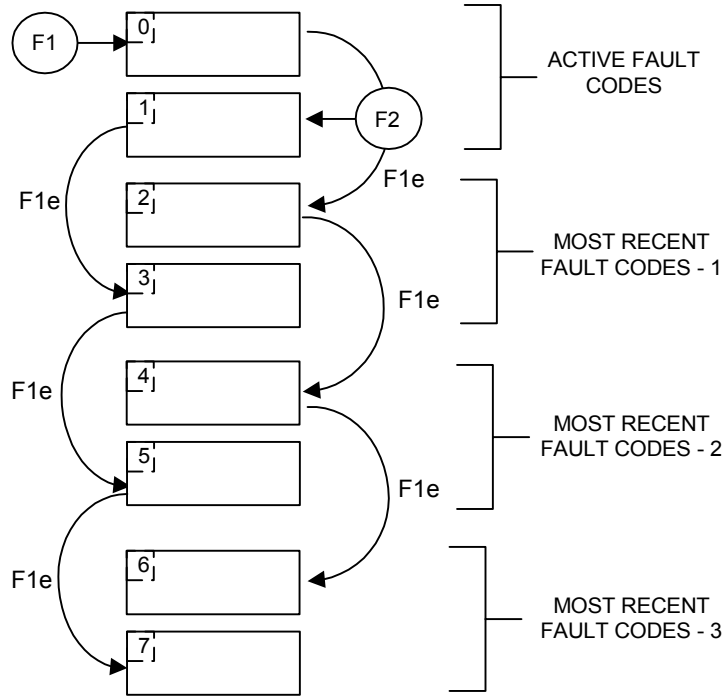 F1
0
ACTIVE FAULT
CODES
1
F2
F1e
F1e
2
MOST RECENT
FAULT CODES - 1
3
F1e
F1e
4
MOST RECENT
FAULT CODES - 2
5
F1e
F1e
6
MOST RECENT
FAULT CODES - 3
7